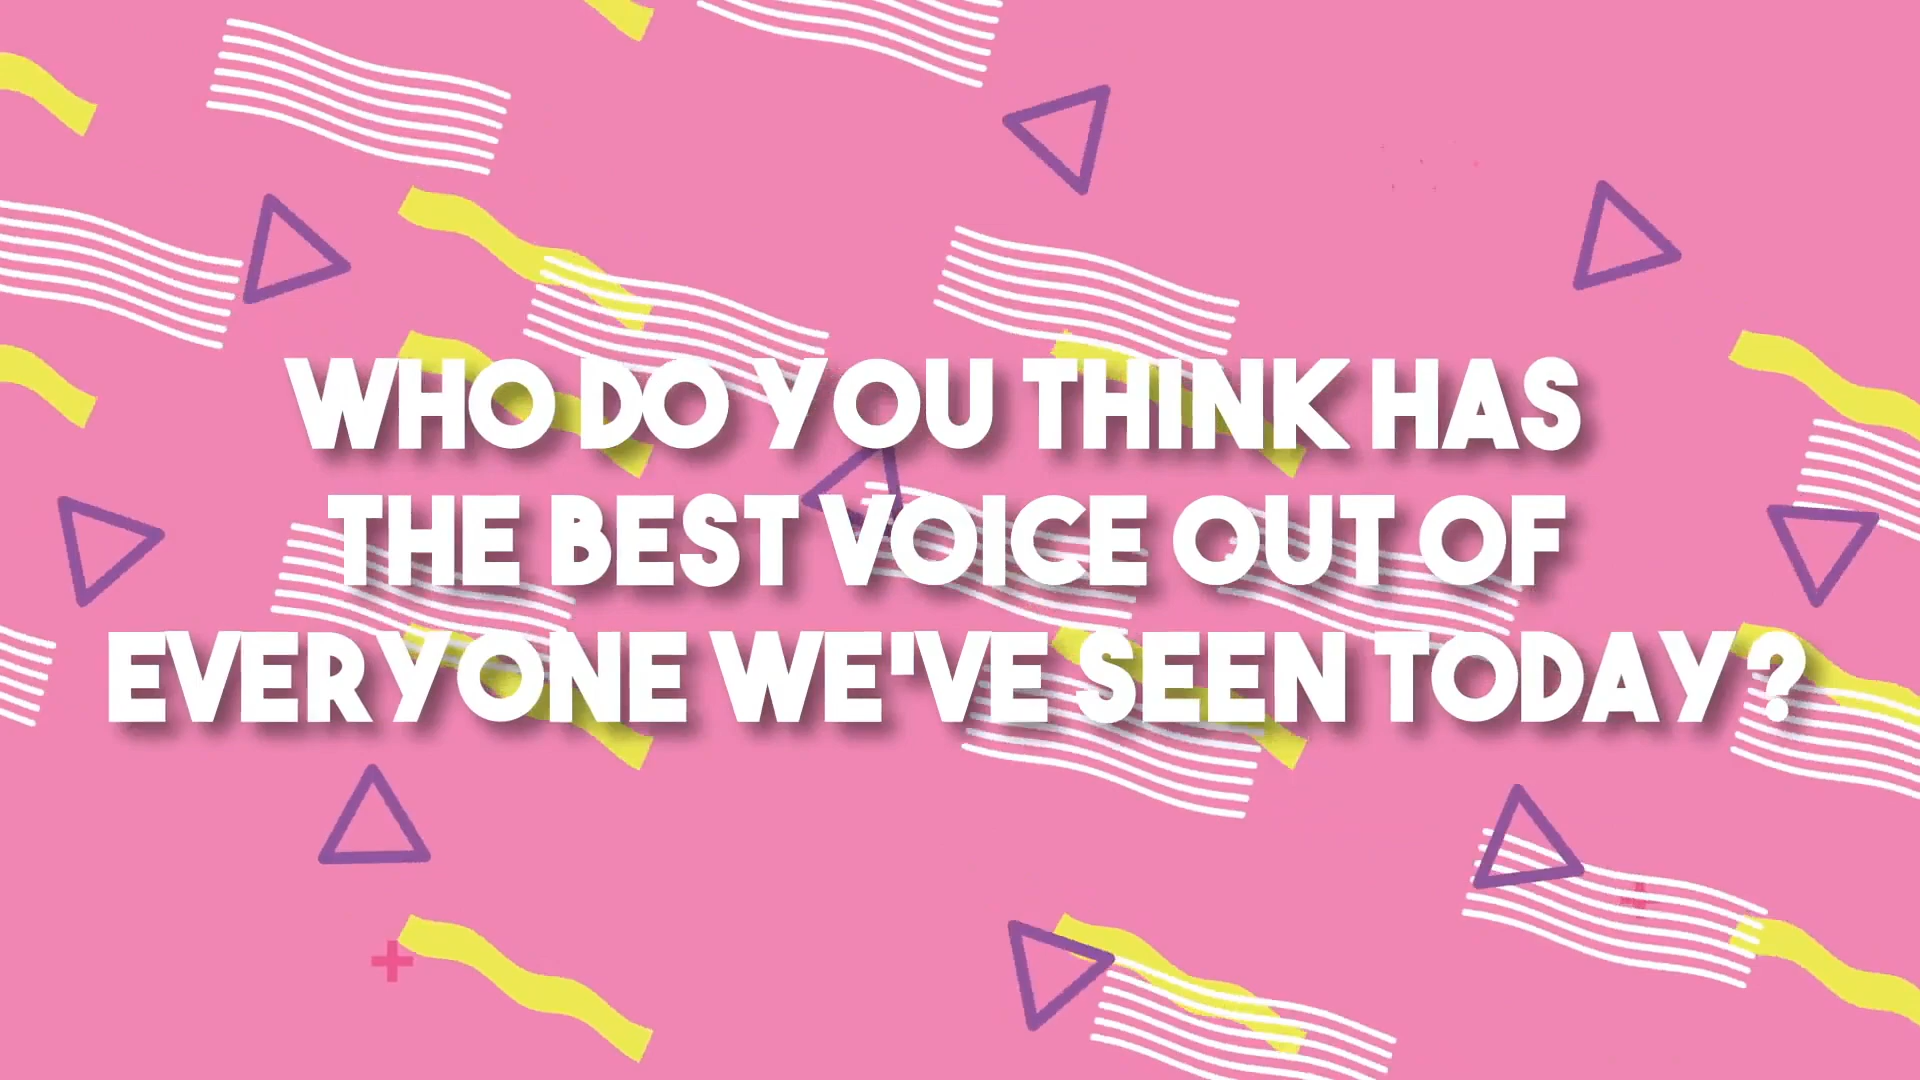 WHO DO YOU THINK HAS
THE BEST VOICE OUT OF
EVERYONE WE'VE SEEN TODAY?